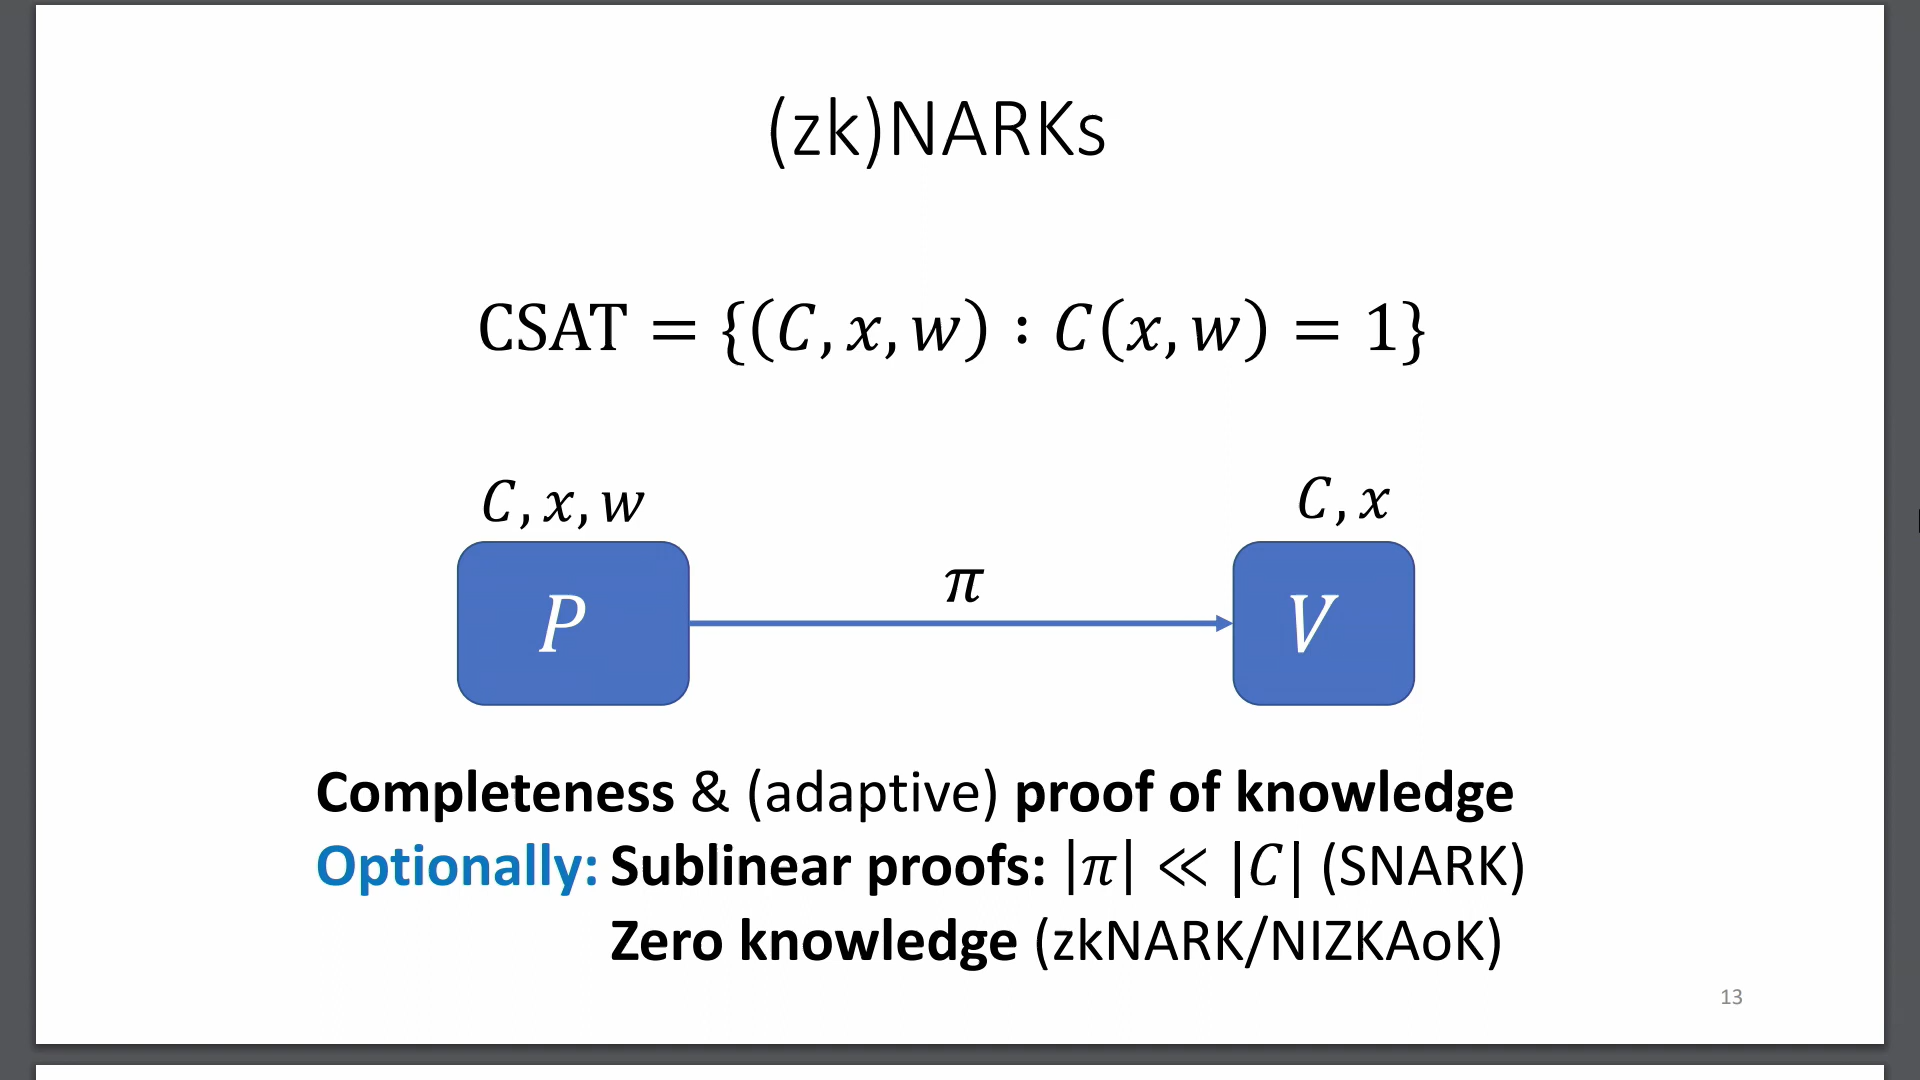 (zk)NARKs
CSAT = {(C, x, w) : C(x, w) = 1}
C, x, w
C, x
π
P
V
Completeness & (adaptive) proof of knowledge
Optionally: Sublinear proofs: |π| ≪ |C| (SNARK)
Zero knowledge (zkNARK/NIZKAoK)
13